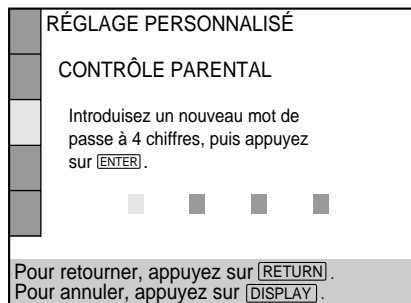 RÉGLAGE PERSONNALISÉ
CONTRÔLE PARENTAL
Introduisez un nouveau mot de
passe à 4 chiffres, puis appuyez
sur ENTER.
Pour retourner, appuyez sur RETURN.
Pour annuler, appuyez sur DISPLAY.